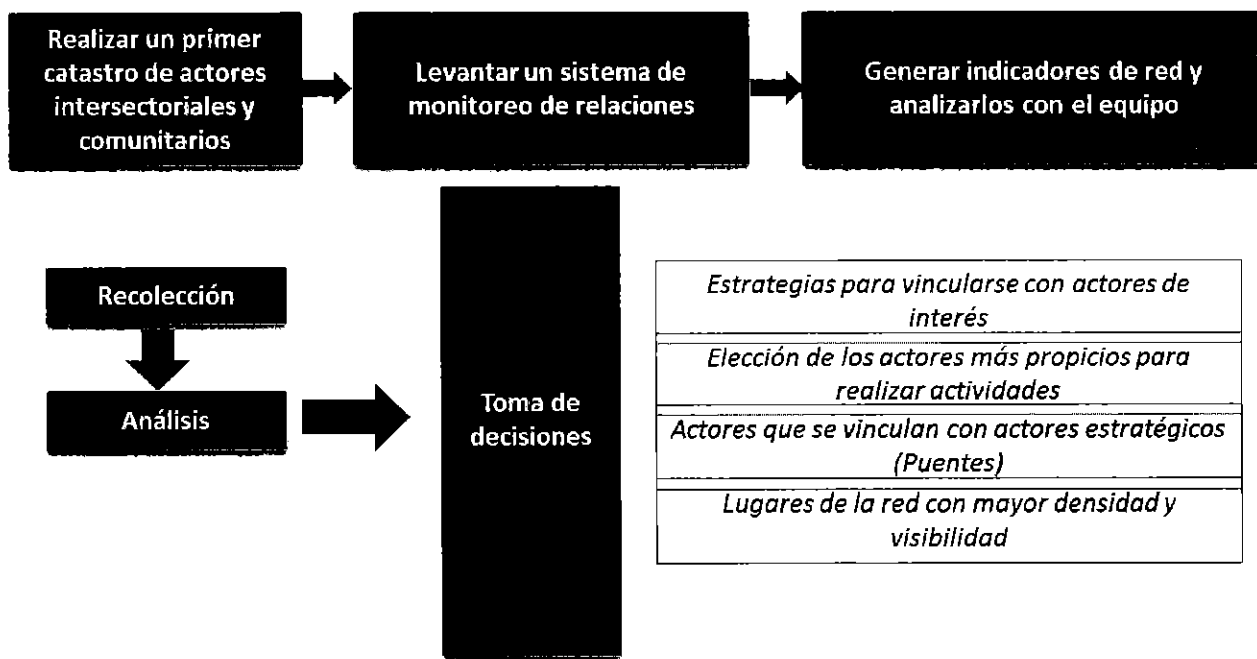 Realizar un primer
catastro de actores
intersectoriales y
comunitarios
Levantar un sistema de
monitoreo de relaciones
Generar indicadores de red y
analizarlos con el equipo
Recolección
Análisis
Toma de
decisiones
Estrategias para vincularse con actores de
interés
Elección de los actores más propicios para
realizar actividades
Actores que se vinculan con actores estratégicos
(Puentes)
Lugares de la red con mayor densidad y
visibilidad